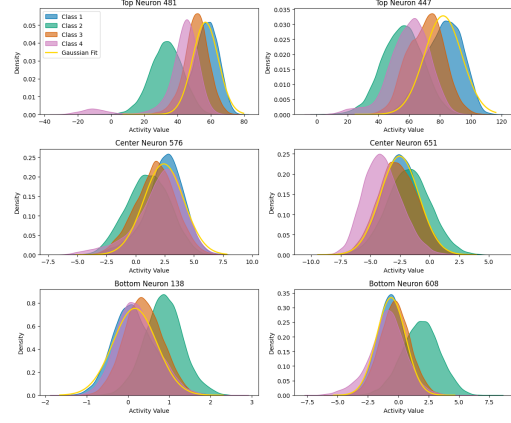 Top Neuron 481
Top Neuron 447
Class 1
Class 2
Class 3
Class 4
Gaussian Fit
Density
0.05
0.04
0.03
0.02
0.01
0.00
−40 −20 0 20 40 60 80
Activity Value
Density
0.035
0.030
0.025
0.020
0.015
0.010
0.005
0.000
0 20 40 60 80 100 120
Activity Value
Center Neuron 576
Center Neuron 651
Density
0.25
0.20
0.15
0.10
0.05
0.00
−7.5 −5.0 −2.5 0.0 2.5 5.0 7.5 10.0
Activity Value
Density
0.25
0.20
0.15
0.10
0.05
0.00
−10.0 −7.5 −5.0 −2.5 0.0 2.5 5.0
Activity Value
Bottom Neuron 138
Bottom Neuron 608
Density
0.8
0.6
0.4
0.2
0.0
−2 −1 0 1 2 3
Activity Value
Density
0.35
0.30
0.25
0.20
0.15
0.10
0.05
0.00
−7.5 −5.0 −2.5 0.0 2.5 5.0 7.5
Activity Value